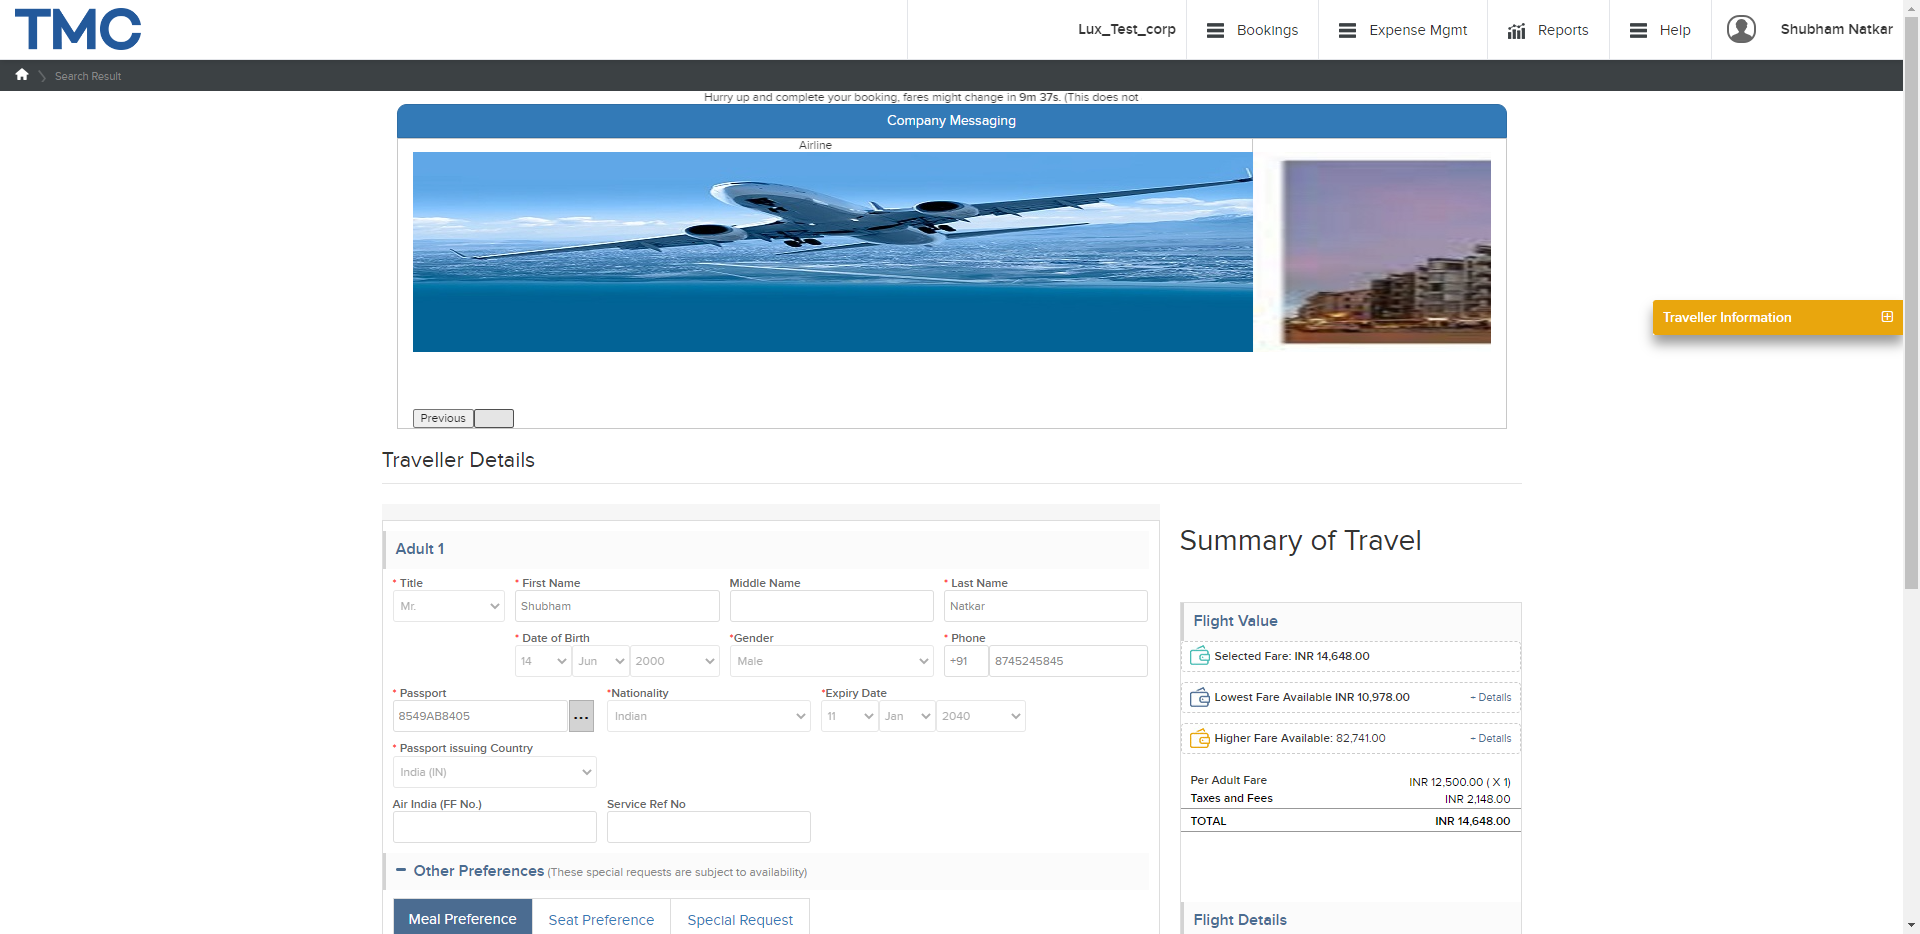 TMC
Lux_Test_corp
Bookings
Expense Mgmt
Reports
Help
Shubham Natkar
Search Result
Hurry up and complete your booking, fares might change in 9m 37s. (This does not
Company Messaging
Airline
Traveller Information
Previous
Traveller Details
Adult 1
* Title
* First Name
Middle Name
* Last Name
Mr.
Shubham
Natkar
* Date of Birth
*Gender
* Phone
14
Jun
2000
Male
+91
8745245845
* Passport
*Nationality
*Expiry Date
8549AB8405
...
Indian
11
Jan
2040
* Passport issuing Country
India (IN)
Air India (FF No.)
Service Ref No
Other Preferences (These special requests are subject to availability)
Meal Preference
Seat Preference
Special Request
Summary of Travel
Flight Value
Selected Fare: INR 14,648.00
Lowest Fare Available INR 10,978.00
+ Details
Higher Fare Available: 82,741.00
+ Details
Per Adult Fare
INR 12,500.00 ( X 1)
Taxes and Fees
INR 2,148.00
TOTAL
INR 14,648.00
Flight Details